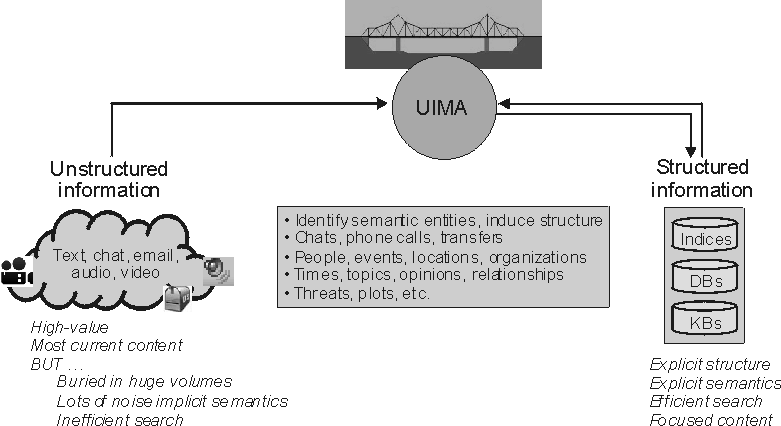 UIMA
Unstructured
information
Text, chat, email,
audio, video
High-value
Most current content
BUT ...
Buried in huge volumes
Lots of noise implicit semantics
Inefficient search
• Identify semantic entities, induce structure
• Chats, phone calls, transfers
• People, events, locations, organizations
• Times, topics, opinions, relationships
• Threats, plots, etc.
Structured
information
Indices
DBs
KBs
Explicit structure
Explicit semantics
Efficient search
Focused content